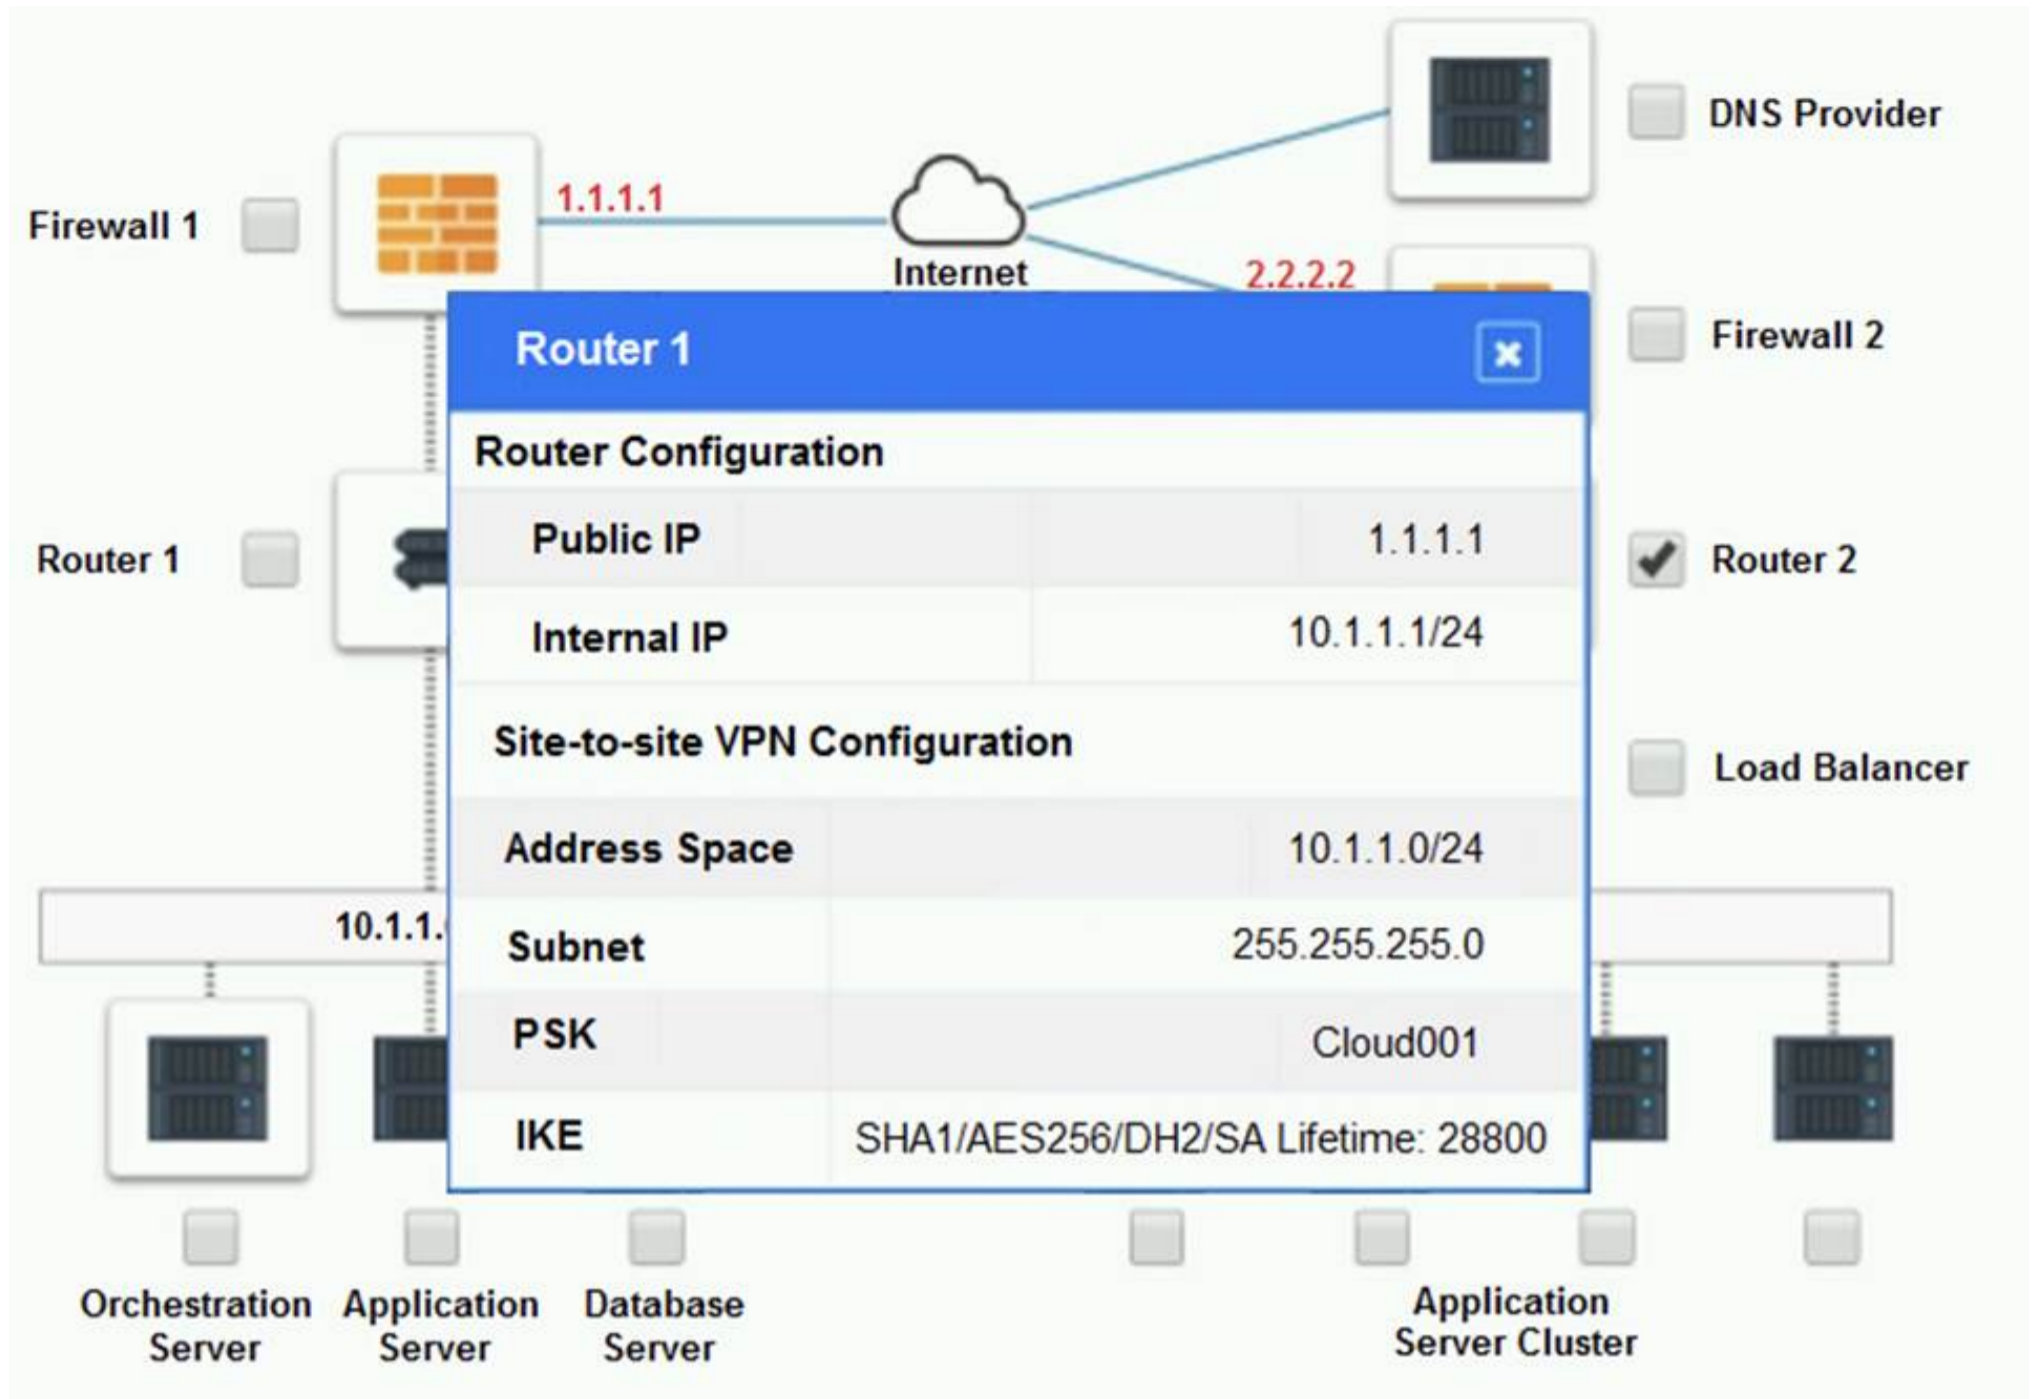 DNS Provider
Firewall 1
1.1.1.1
Internet
2.2.2.2
Firewall 2
Router 1
Router Configuration
Public IP 1.1.1.1
Router 1
Router 2
Internal IP 10.1.1.1/24
Site-to-site VPN Configuration
Load Balancer
Address Space 10.1.1.0/24
10.1.1.
Subnet 255.255.255.0
PSK Cloud001
IKE SHA1/AES256/DH2/SA Lifetime: 28800
Orchestration Server
Application Server
Database Server
Application
Server Cluster